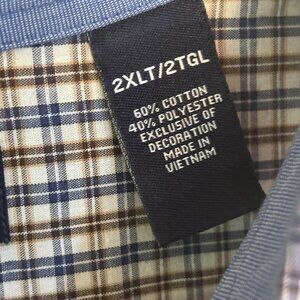 2XLT/2TGL
60% COTTON
40% POLYESTER
EXCLUSIVE OF
DECORATION
MADE IN
VIETNAM